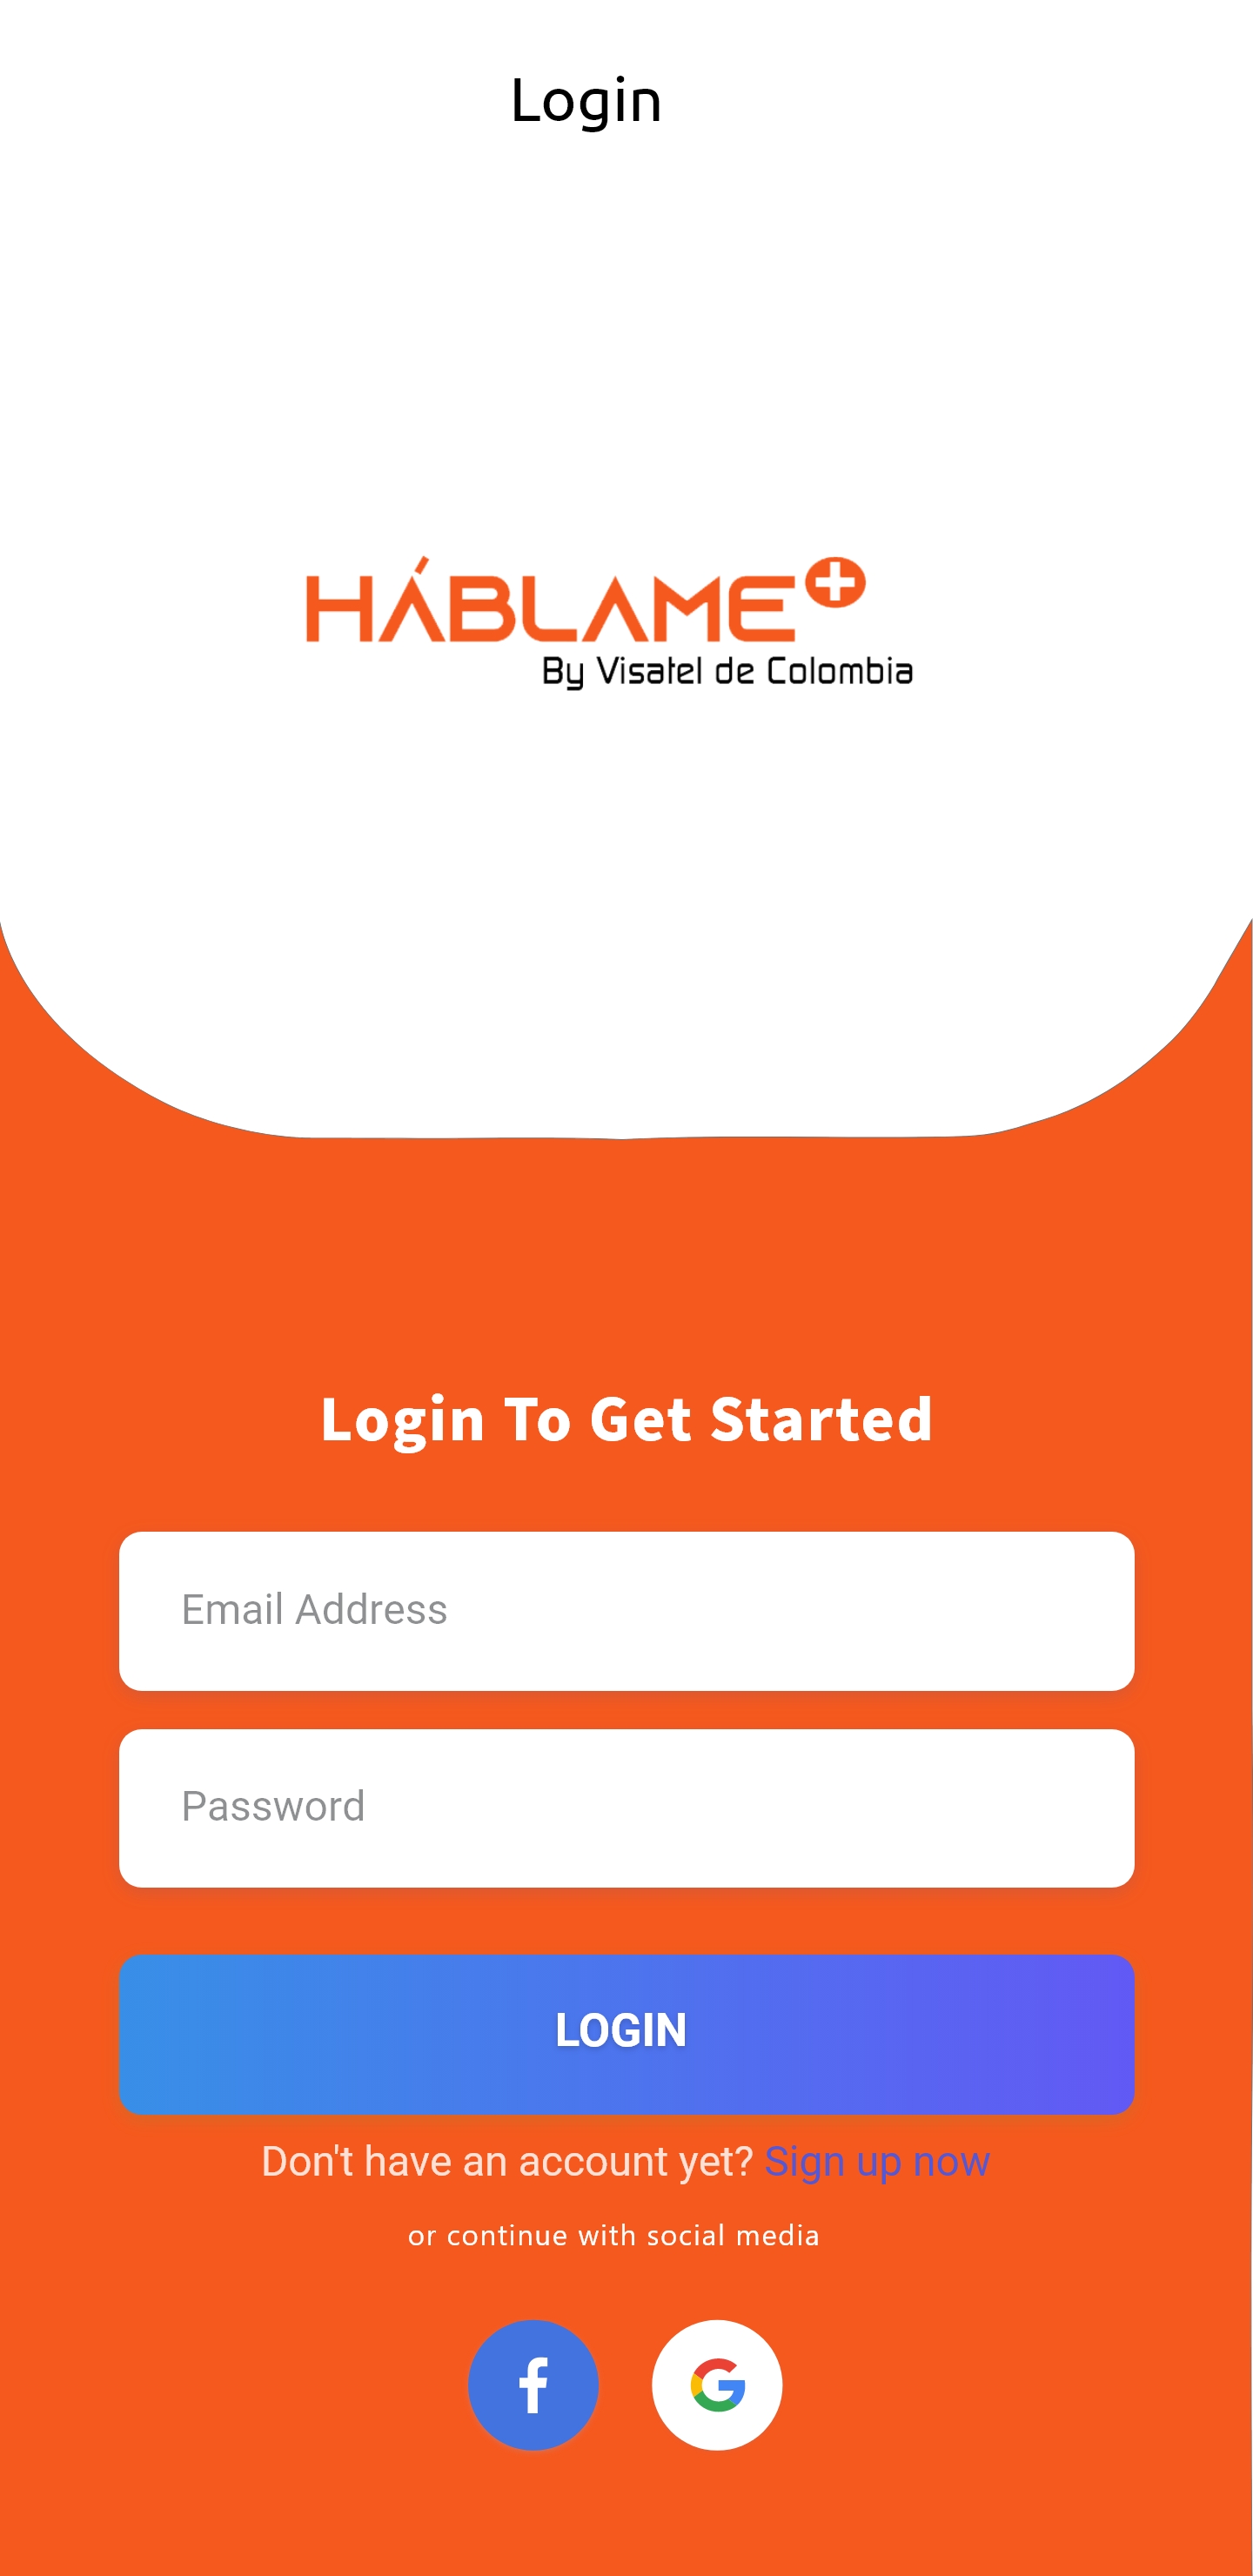 Login
HÁBLAME+
By Visatel de Colombia
Login To Get Started
Email Address
Password
LOGIN
Don't have an account yet? Sign up now
or continue with social media
f G